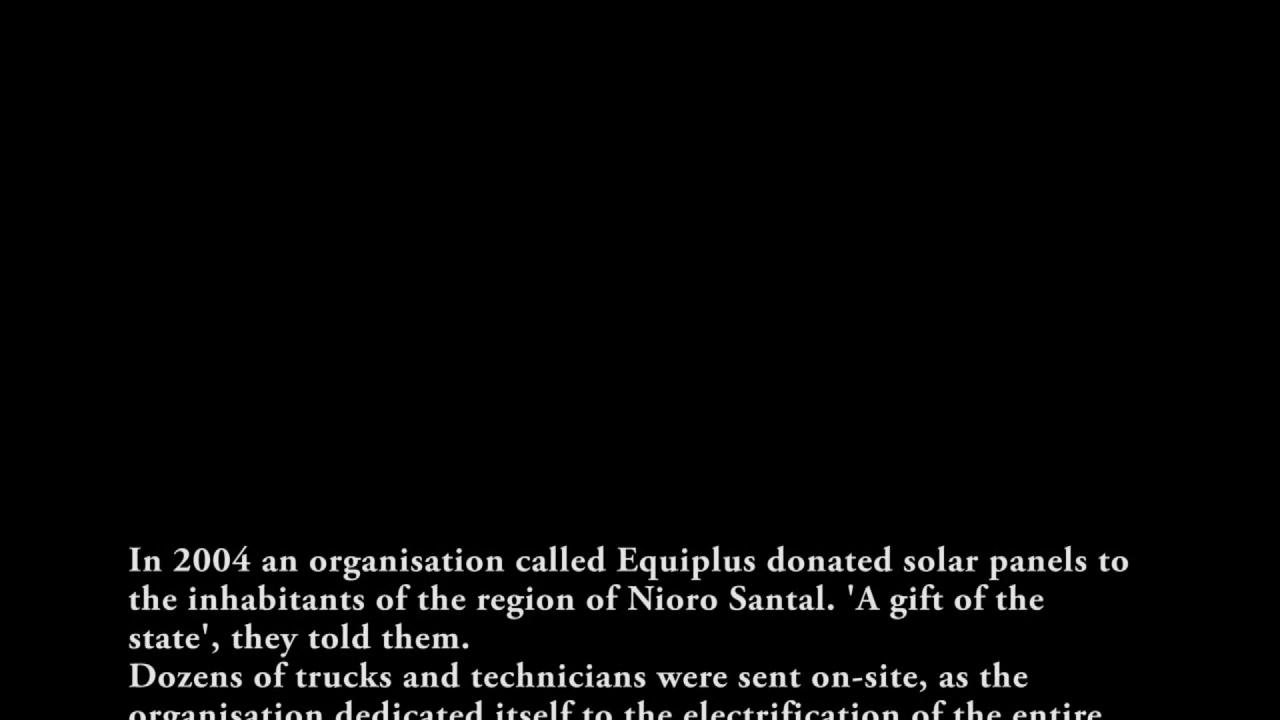 In 2004 an organisation called Equiplus donated solar panels to
the inhabitants of the region of Nioro Santal. 'A gift of the
state', they told them.
Dozens of trucks and technicians were sent on-site, as the
organisation dedicated itself to the electrification of the entire